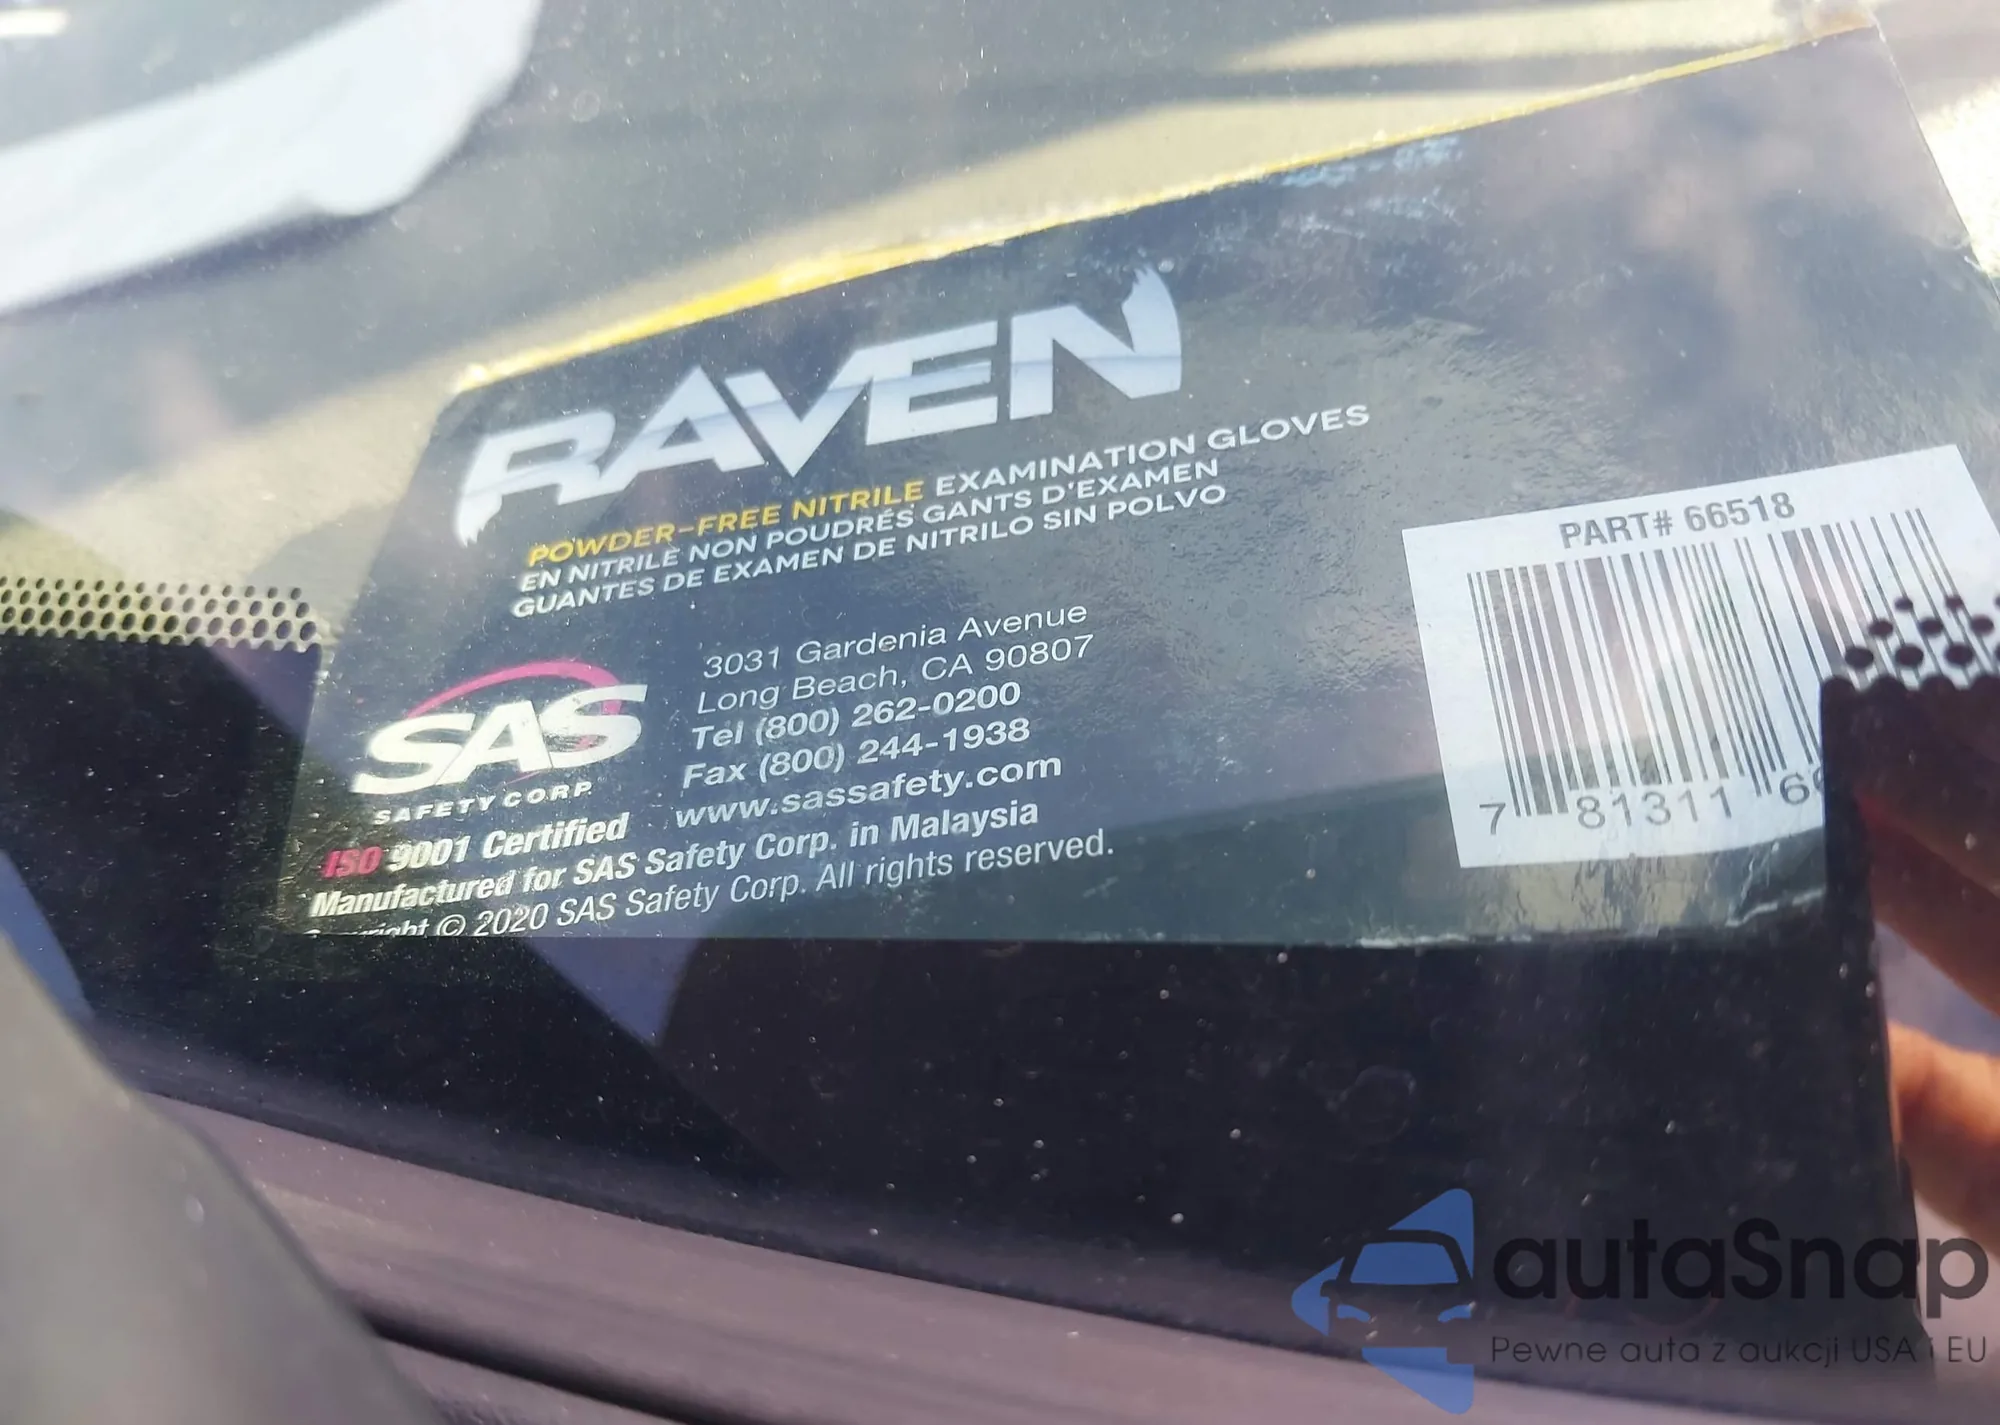 RAVEN
POWDER-FREE NITRILE EXAMINATION GLOVES
EN NITRILE NON POUDRÉS GANTS D'EXAMEN
GUANTES DE EXAMEN DE NITRILO SIN POLVO
SAS
SAFETY CORP.
3031 Gardenia Avenue
Long Beach, CA 90807
Tel (800) 262-0200
Fax (800) 244-1938
www.sassafety.com
ISO 9001 Certified
Manufactured for SAS Safety Corp. in Malaysia
© 2020 SAS Safety Corp. All rights reserved.
PART# 66518
7 81311 6
autaSnap
Pewne auta z aukcji USA i EU